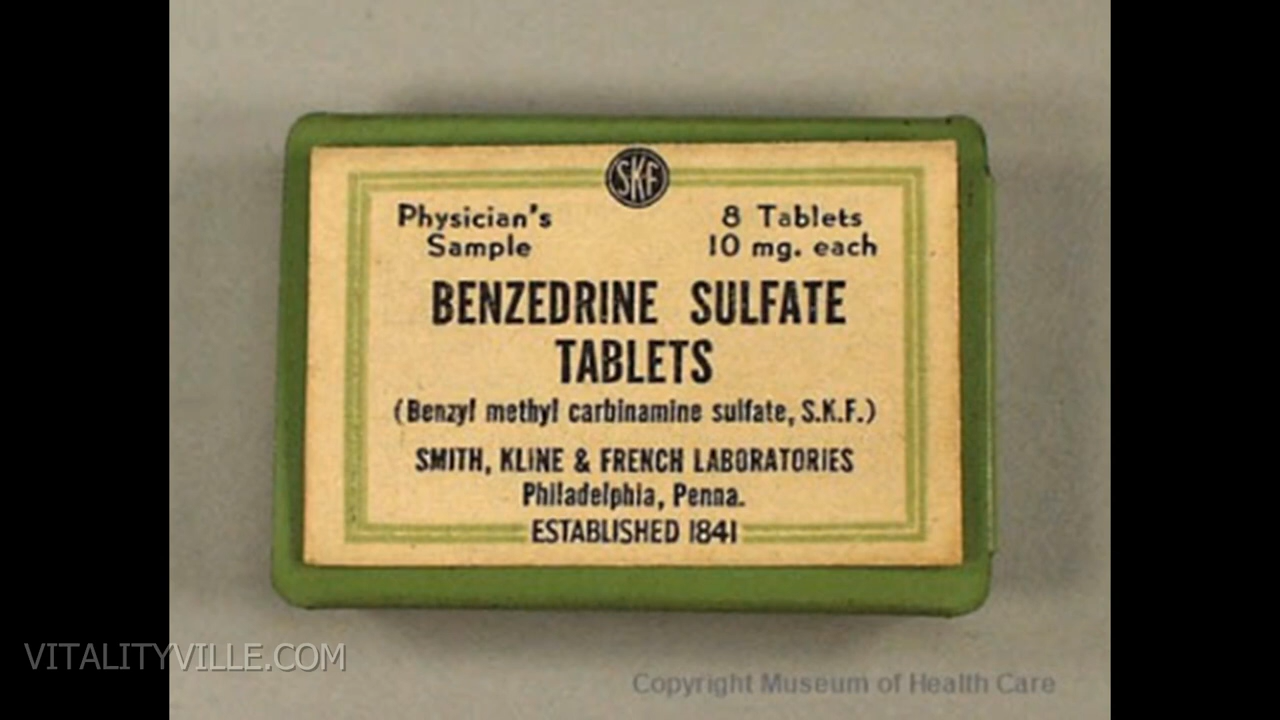 SKF
Physician's Sample
8 Tablets
10 mg. each
BENZEDRINE SULFATE
TABLETS
(Benzyl methyl carbinamine sulfate, S.K.F.)
SMITH, KLINE & FRENCH LABORATORIES
Philadelphia, Penna.
ESTABLISHED 1841
VITALITYVILLE.COM
Copyright Museum of Health Care